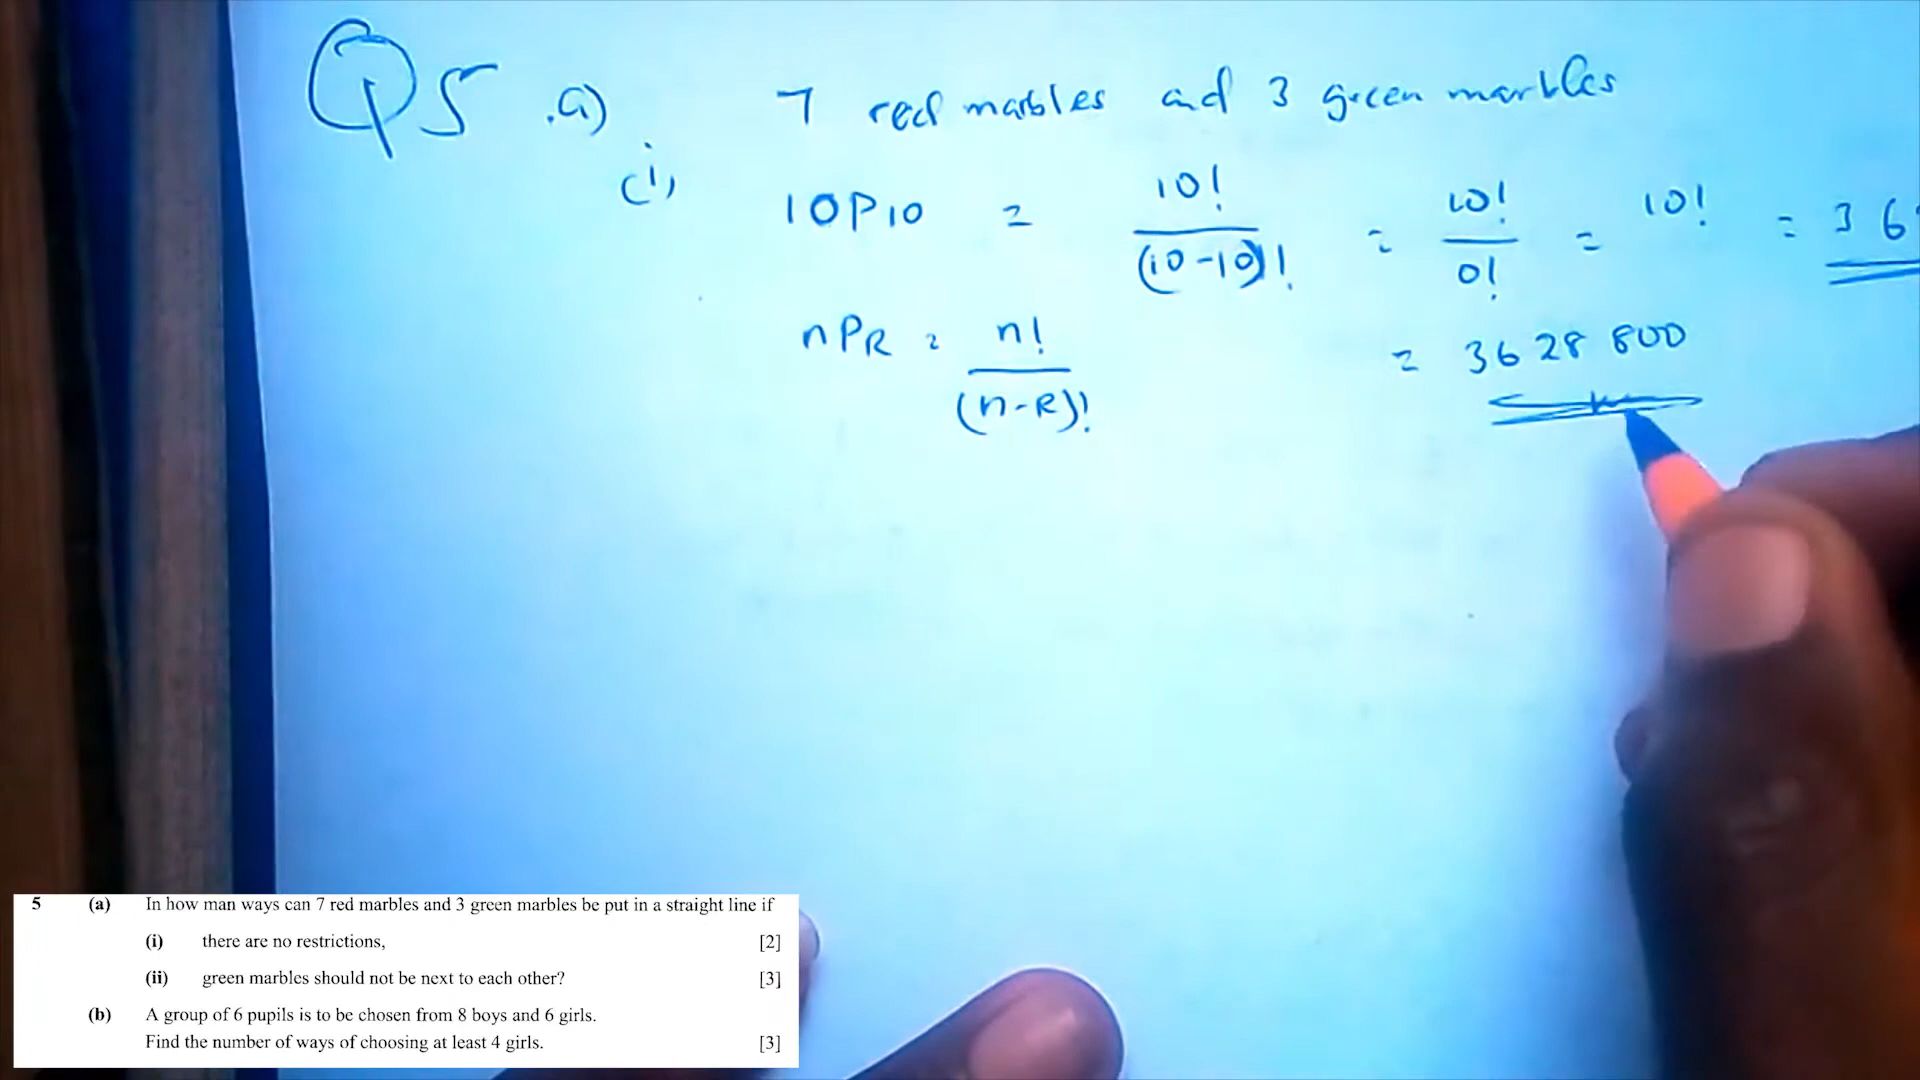 Q5 .a) 7 red marbles and 3 green marbles
(i) 10P10 = 10! / (10-10)! = 10! / 0! = 10! = 36
nPR = n! / (n-R)! = 3628 800
5 (a) In how man ways can 7 red marbles and 3 green marbles be put in a straight line if
(i) there are no restrictions, [2]
(ii) green marbles should not be next to each other? [3]
(b) A group of 6 pupils is to be chosen from 8 boys and 6 girls.
Find the number of ways of choosing at least 4 girls. [3]